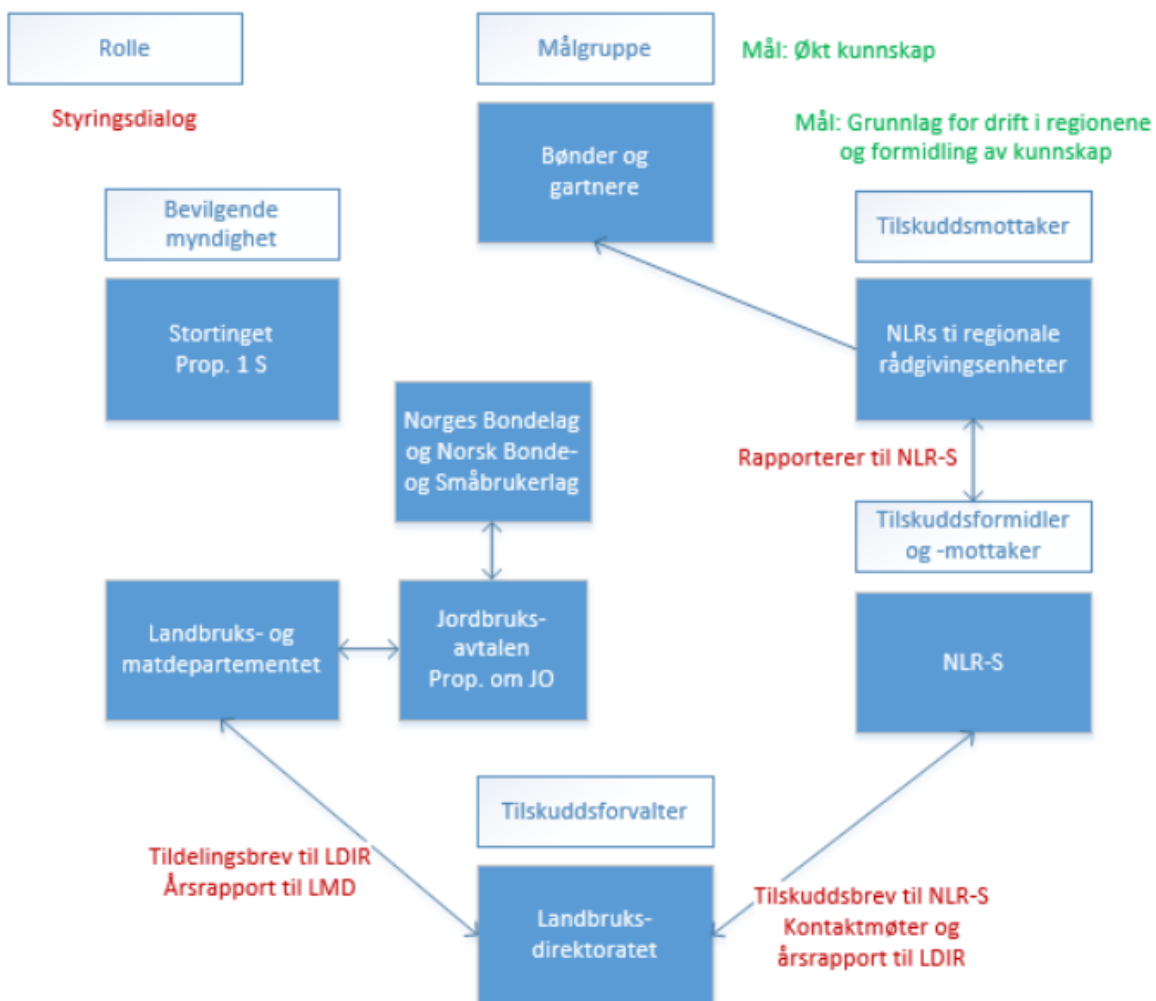 Rolle
Styringsdialog
Målgruppe
Mål: Økt kunnskap
Bønder og
gartnere
Mål: Grunnlag for drift i regionene
og formidling av kunnskap
Bevilgende
myndighet
Stortinget
Prop. 1 S
Tilskuddsmottaker
NLRs ti regionale
rådgivingsenheter
Norges Bondelag
og Norsk Bonde-
og Småbrukerlag
Rapporterer til NLR-S
Tilskuddsformidler
og -mottaker
Landbruks- og
matdepartementet
Jordbruks-
avtalen
Prop. om JO
NLR-S
Tilskuddsforvalter
Tildelingsbrev til LDIR
Årsrapport til LMD
Landbruks-
direktoratet
Tilskuddsbrev til NLR-S
Kontaktmøter og
årsrapport til LDIR